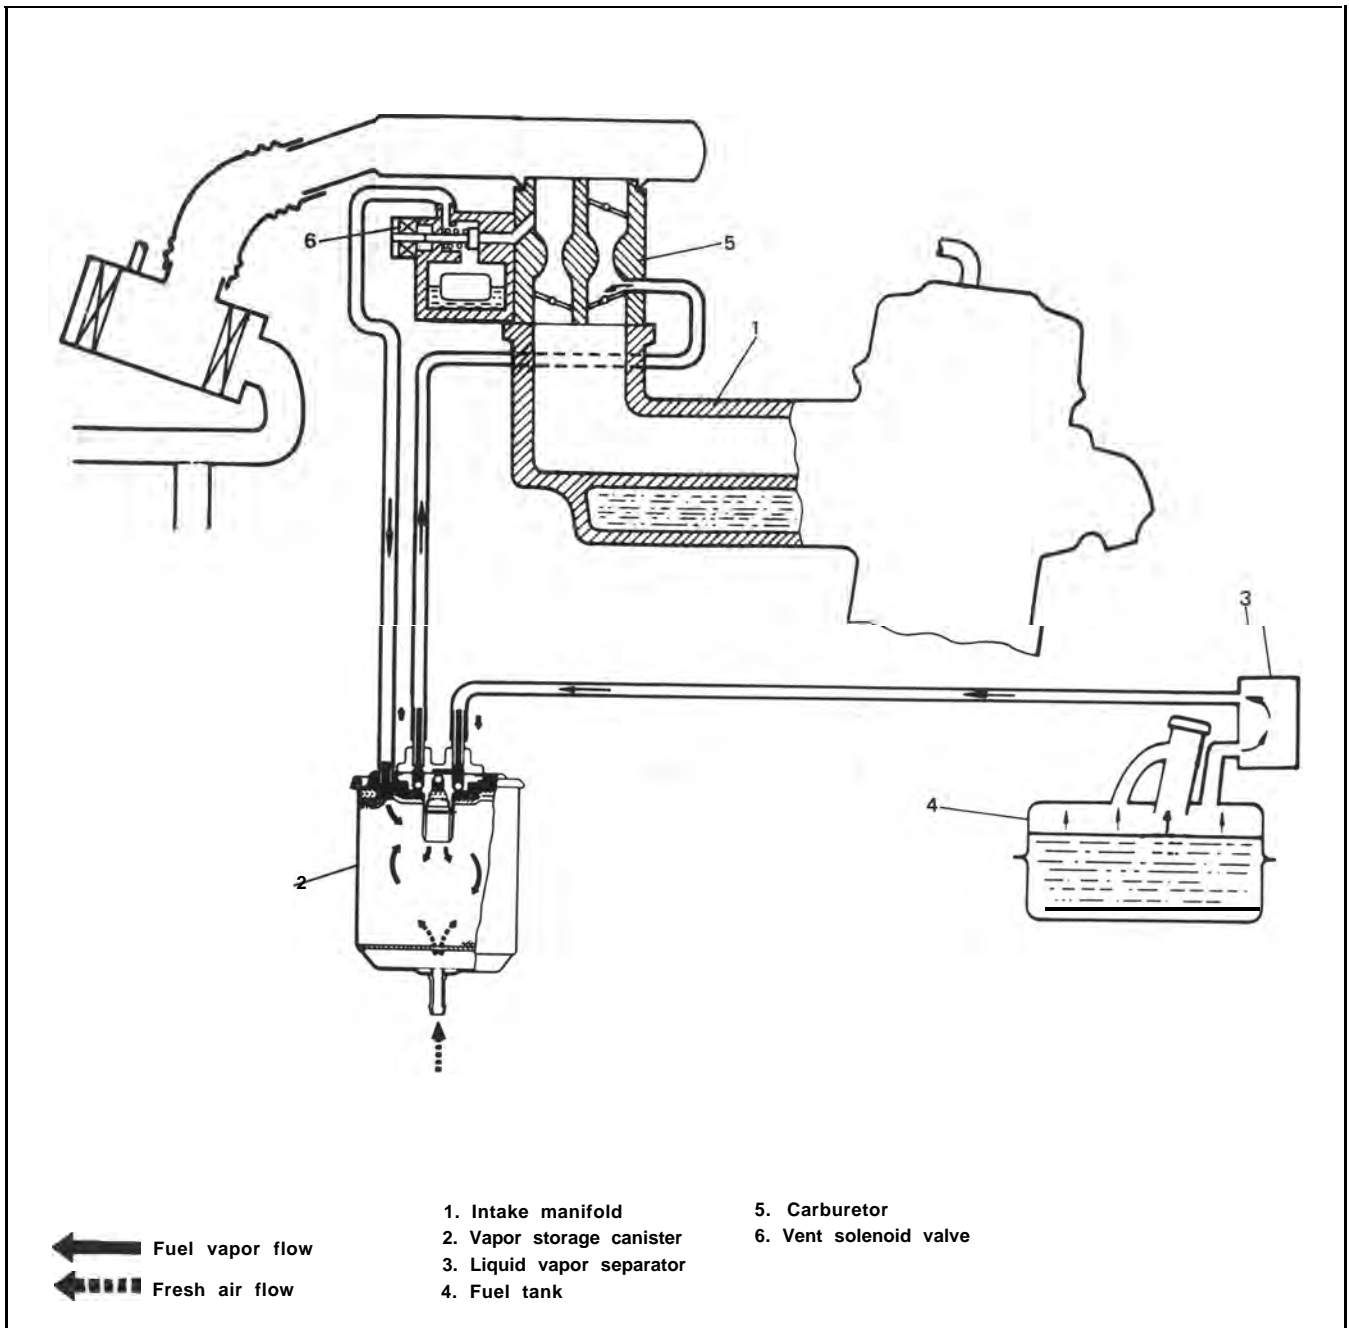 6
5
1
3
4
2
Fuel vapor flow
Fresh air flow
1. Intake manifold
2. Vapor storage canister
3. Liquid vapor separator
4. Fuel tank
5. Carburetor
6. Vent solenoid valve